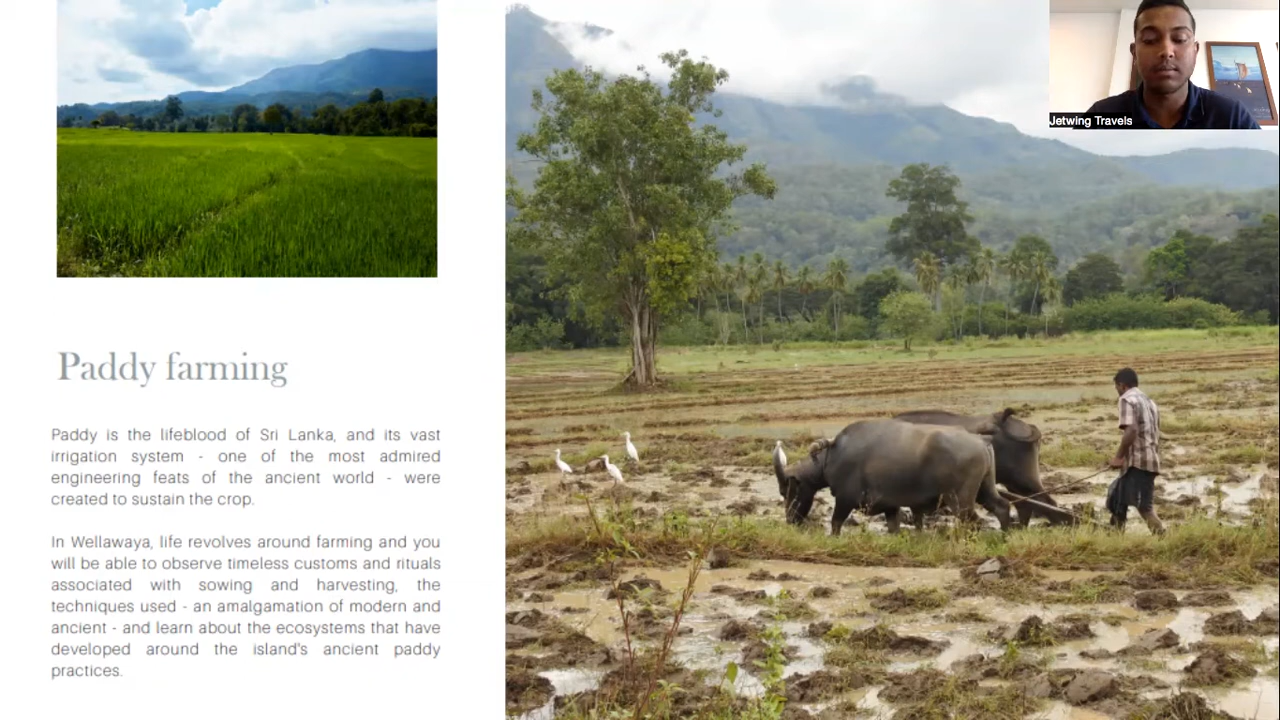 Jetwing Travels
Paddy farming
Paddy is the lifeblood of Sri Lanka, and its vast
irrigation system - one of the most admired
engineering feats of the ancient world - were
created to sustain the crop.
In Wellawaya, life revolves around farming and you
will be able to observe timeless customs and rituals
associated with sowing and harvesting, the
techniques used - an amalgamation of modern and
ancient - and learn about the ecosystems that have
developed around the island's ancient paddy
practices.